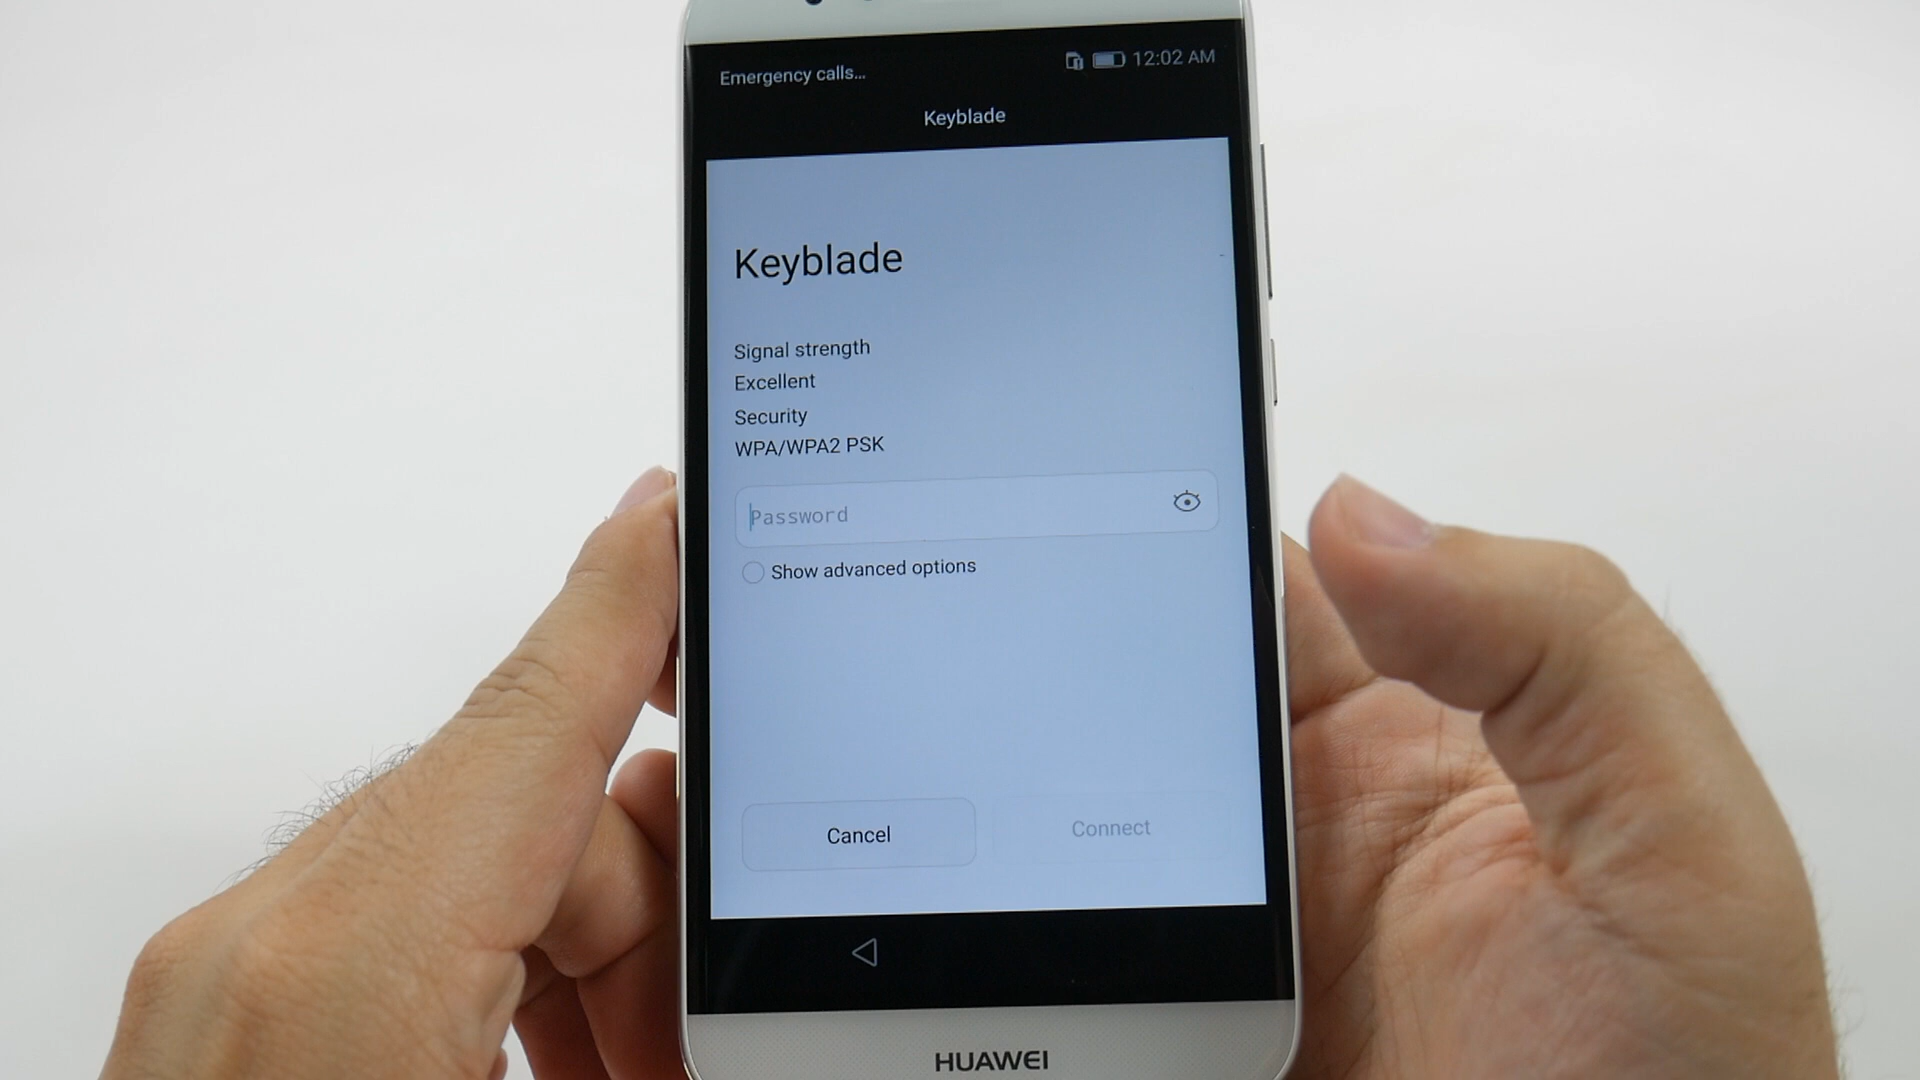 Emergency calls...
12:02 AM
Keyblade
Keyblade
Signal strength
Excellent
Security
WPA/WPA2 PSK
Password
Show advanced options
Cancel
Connect
HUAWEI